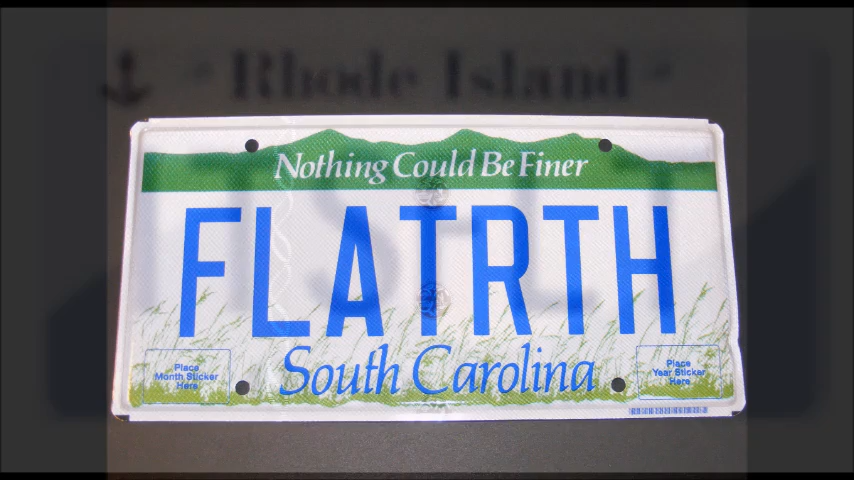 Rhode Island
Nothing Could Be Finer
FLATRTH
South Carolina
Place
Month Sticker
Here
Place
Year Sticker
Here